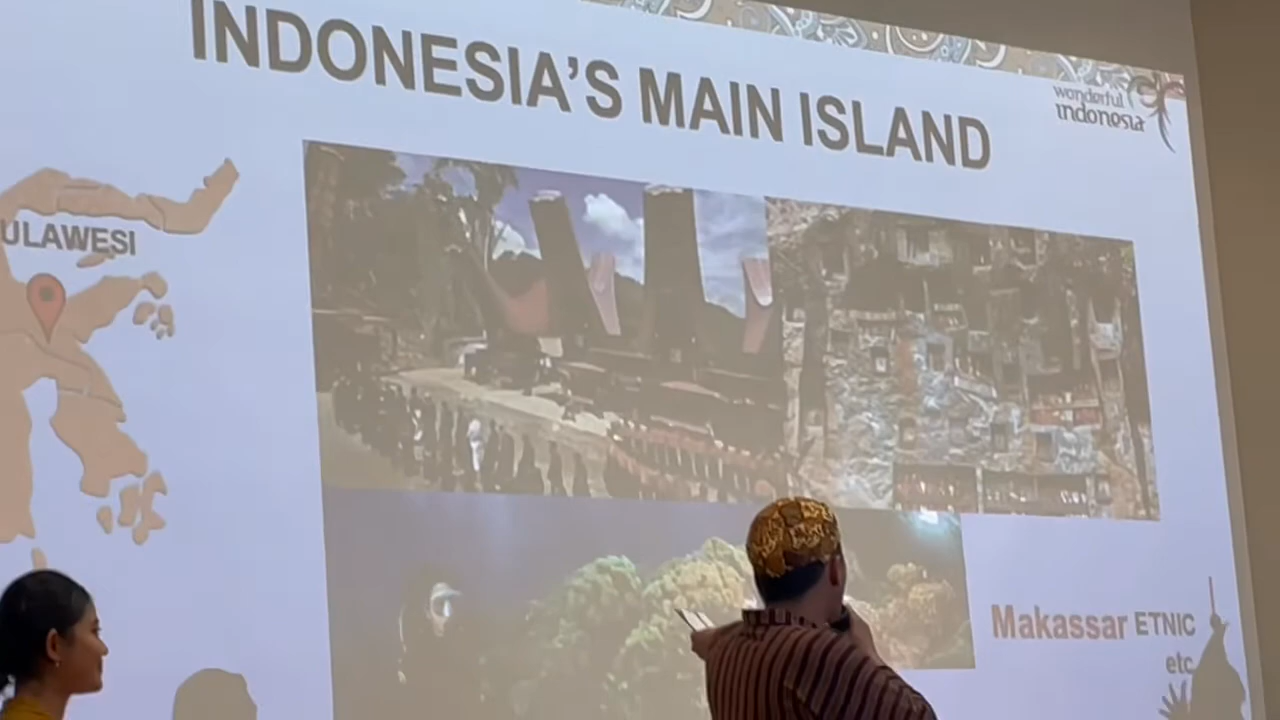 INDONESIA'S MAIN ISLAND
wonderful
indonesia
ULAWESI
Makassar ETNIC
etc